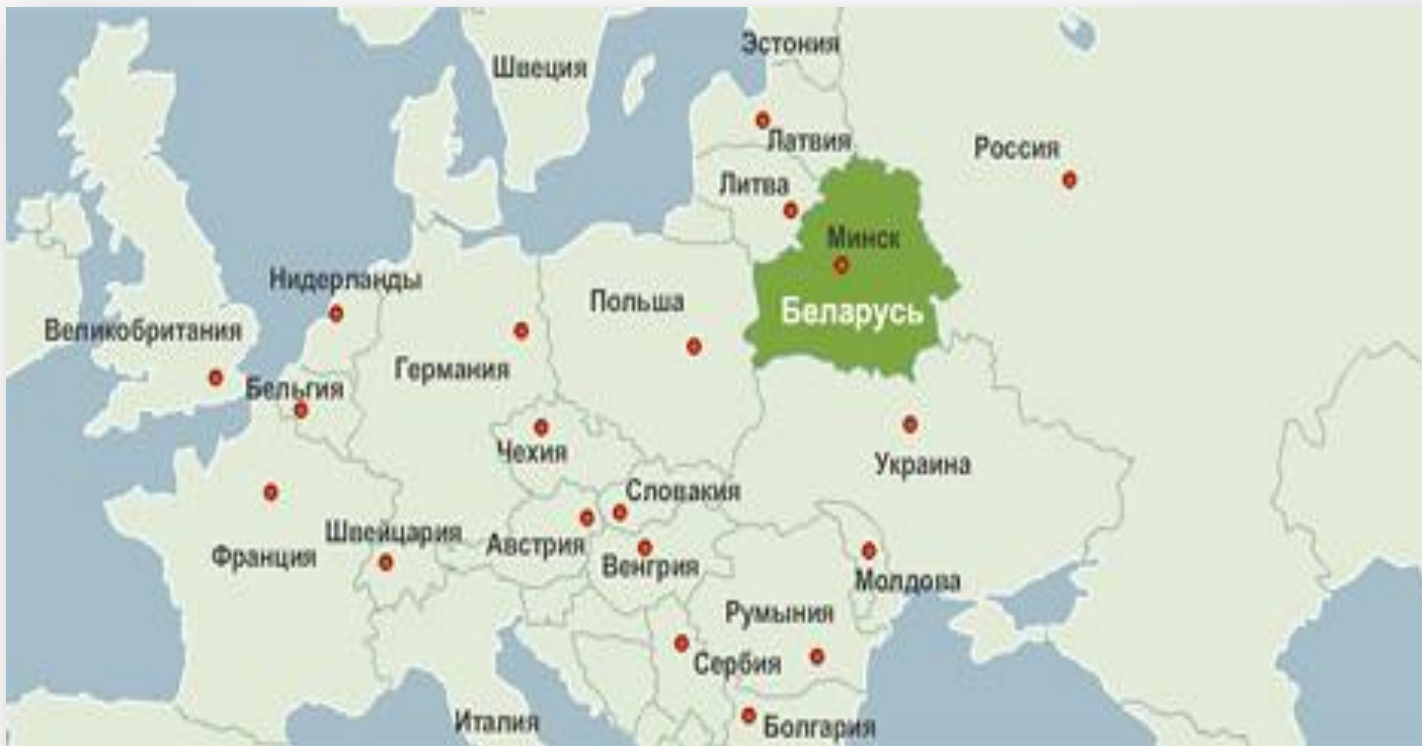 Эстония
Швеция
Латвия
Россия
Литва
Минск
Нидерланды
Польша
Беларусь
Великобритания
Германия
Бельгия
Чехия
Украина
Словакия
Швейцария
Австрия
Франция
Венгрия
Молдова
Румыния
Сербия
Италия
Болгария